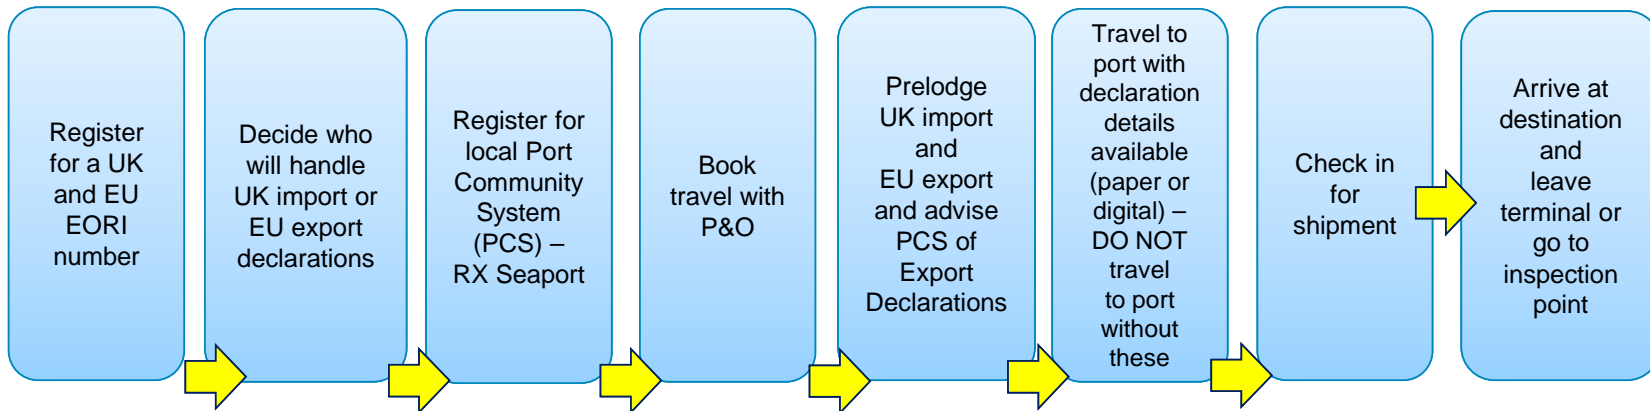 Register
for a UK
and EU
EORI
number
Decide who
will handle
UK import or
EU export
declarations
Register for
local Port
Community
System
(PCS) –
RX Seaport
Book
travel with
P&O
Prelodge
UK import
and
EU export
and advise
PCS of
Export
Declarations
Travel to
port with
declaration
details
available
(paper or
digital) –
DO NOT
travel
to port
without
these
Check in
for
shipment
Arrive at
destination
and
leave
terminal or
go to
inspection
point